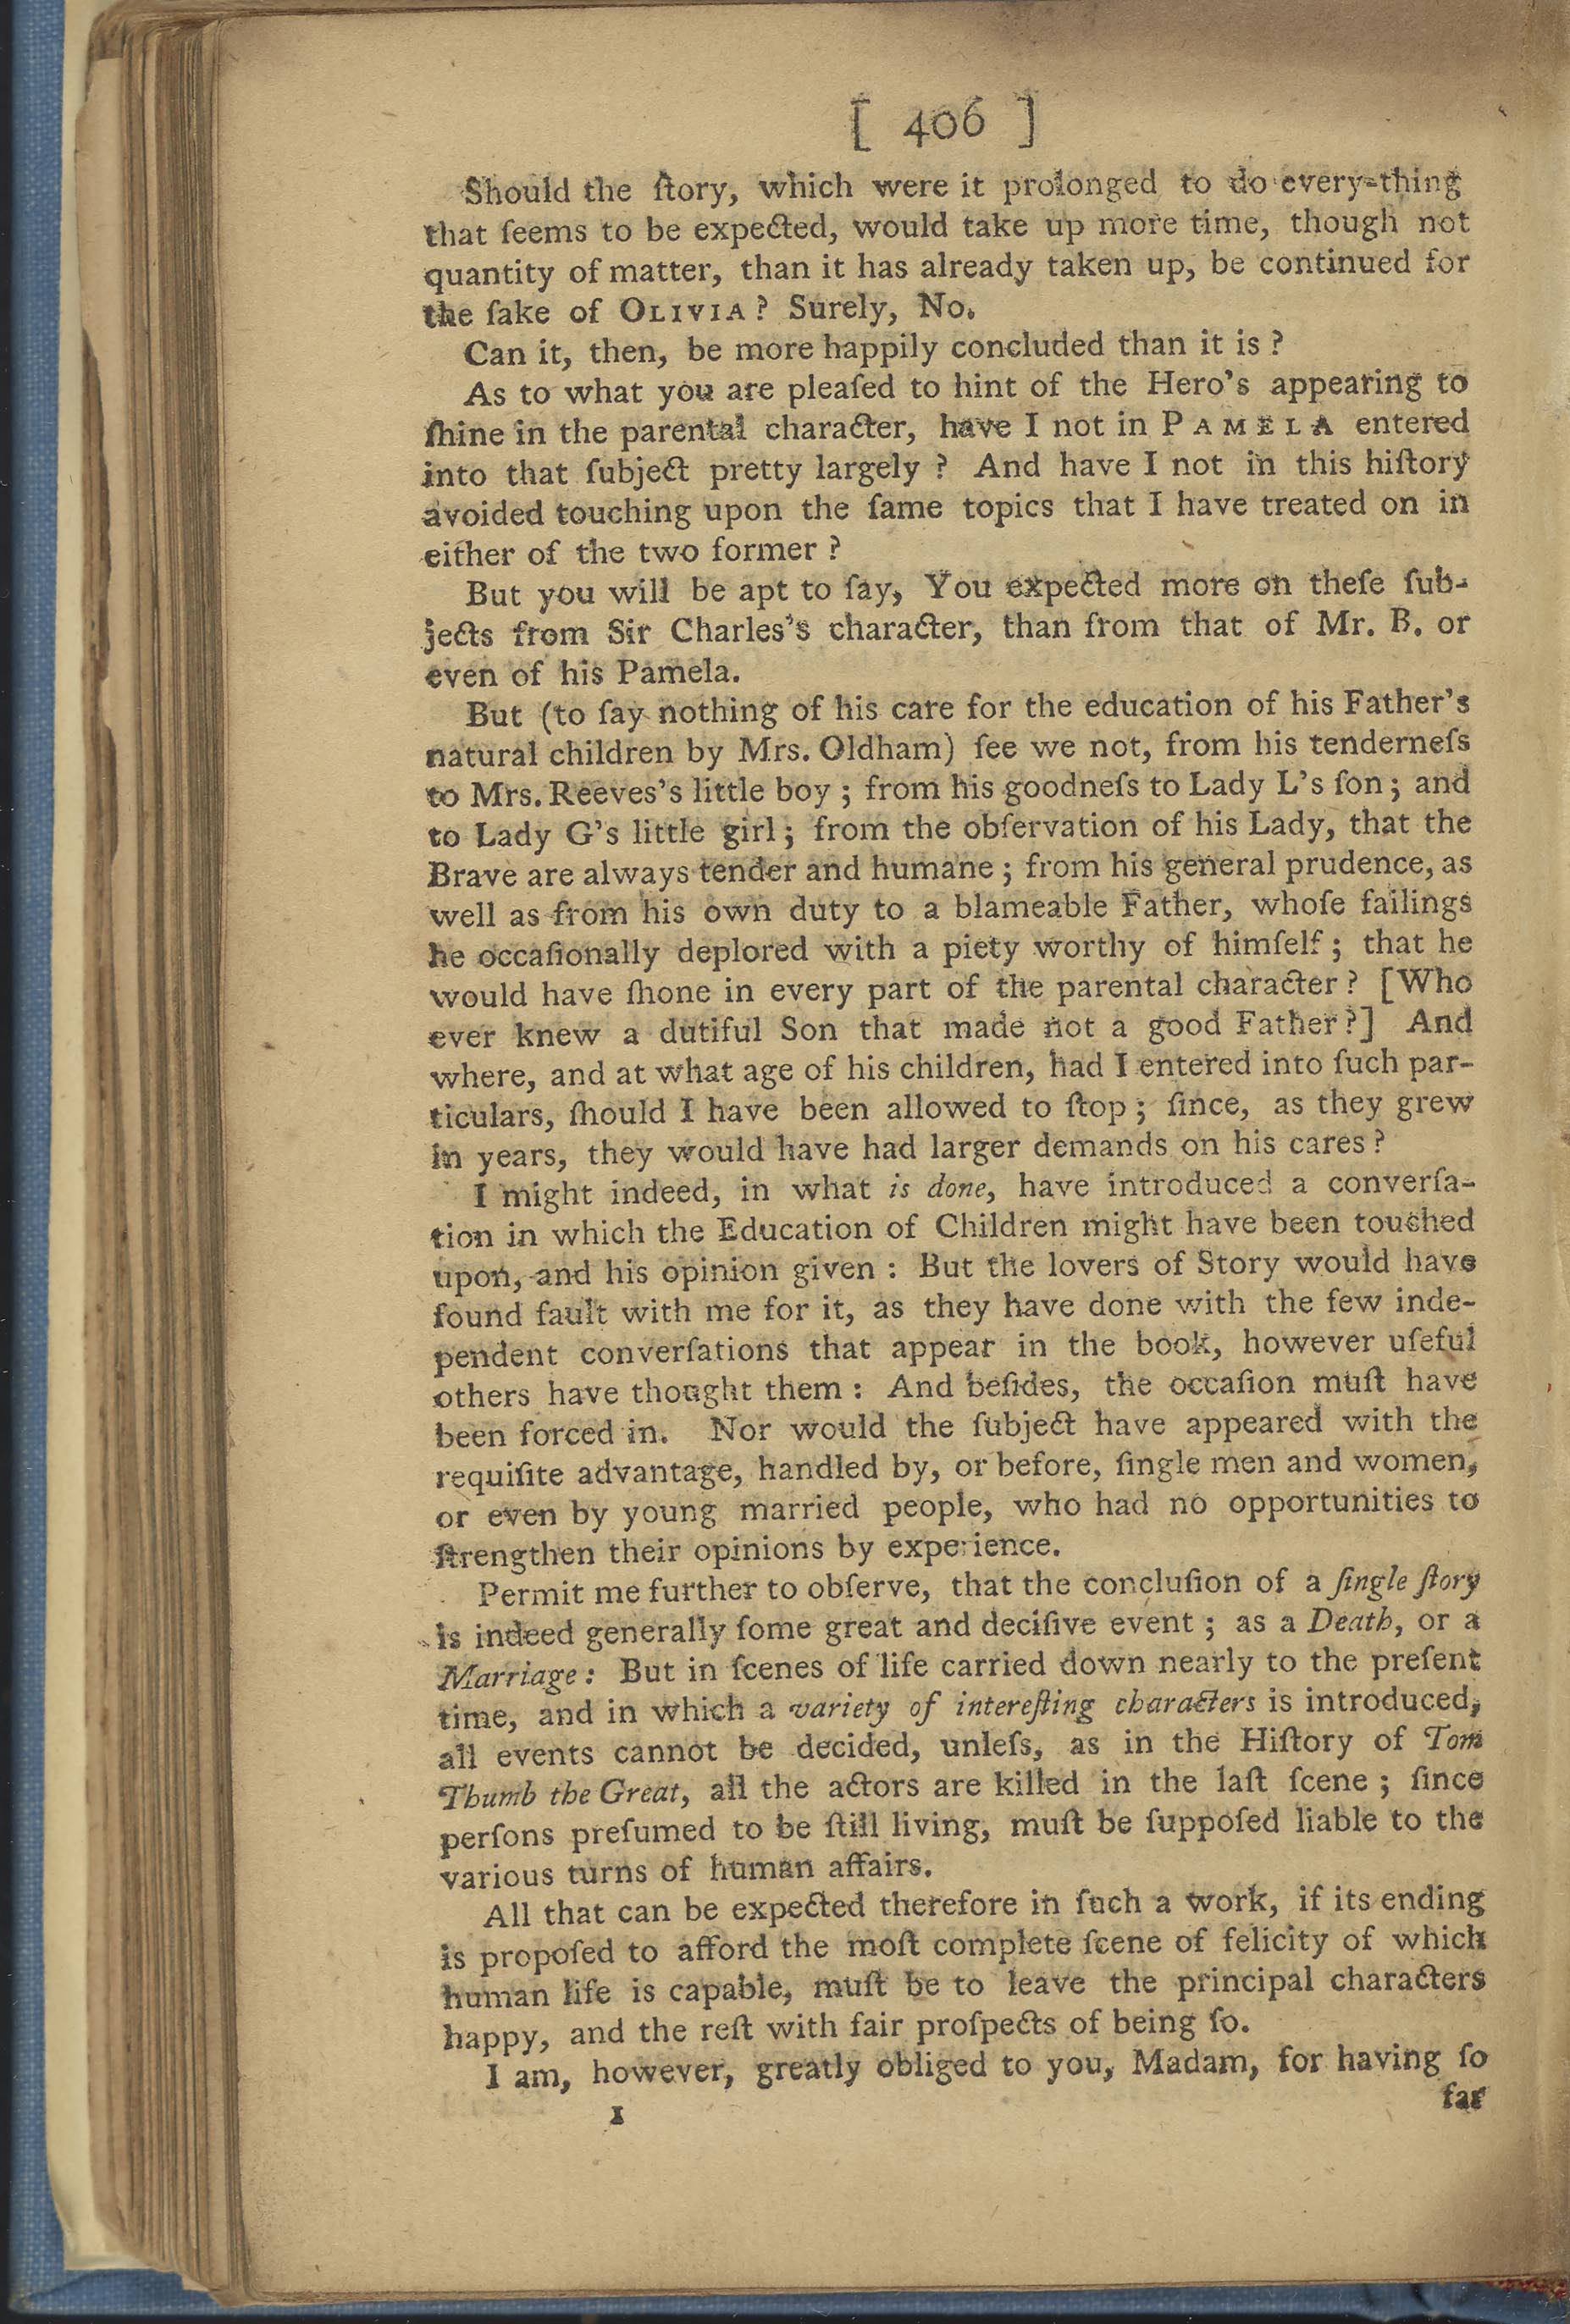 [ 406 ]
Should the ſtory, which were it prolonged to do every-thing
that ſeems to be expected, would take up more time, though not
quantity of matter, than it has already taken up, be continued for
the ſake of OLIVIA? Surely, No.
Can it, then, be more happily concluded than it is?
As to what you are pleaſed to hint of the Hero's appearing to
ſhine in the parental character, have I not in PAMELA entered
into that ſubject pretty largely? And have I not in this hiſtory
avoided touching upon the ſame topics that I have treated on in
either of the two former?
But you will be apt to ſay, You expected more on theſe ſub-
jects from Sir Charles's character, than from that of Mr. B. or
even of his Pamela.
But (to ſay nothing of his care for the education of his Father's
natural children by Mrs. Oldham) ſee we not, from his tenderneſs
to Mrs. Reeves's little boy; from his goodneſs to Lady L's ſon; and
to Lady G's little girl; from the obſervation of his Lady, that the
Brave are always tender and humane; from his general prudence, as
well as from his own duty to a blameable Father, whoſe failings
he occaſionally deplored with a piety worthy of himſelf; that he
would have ſhone in every part of the parental character? [Who
ever knew a dutiful Son that made not a good Father?] And
where, and at what age of his children, had I entered into ſuch par-
ticulars, ſhould I have been allowed to ſtop; ſince, as they grew
in years, they would have had larger demands on his cares?
I might indeed, in what is done, have introduced a converſa-
tion in which the Education of Children might have been touched
upon, and his opinion given: But the lovers of Story would have
found fault with me for it, as they have done with the few inde-
pendent converſations that appear in the book, however uſeful
others have thought them: And beſides, the occaſion muſt have
been forced in. Nor would the ſubject have appeared with the
requiſite advantage, handled by, or before, ſingle men and women,
or even by young married people, who had no opportunities to
ſtrengthen their opinions by experience.
Permit me further to obſerve, that the concluſion of a ſingle ſtory
is indeed generally ſome great and deciſive event; as a Death, or a
Marriage: But in ſcenes of life carried down nearly to the preſent
time, and in which a variety of intereſting characters is introduced,
all events cannot be decided, unleſs, as in the Hiſtory of Tom
Thumb the Great, all the actors are killed in the laſt ſcene; ſince
perſons preſumed to be ſtill living, muſt be ſuppoſed liable to the
various turns of human affairs.
All that can be expected therefore in ſuch a work, if its ending
is propoſed to afford the moſt complete ſcene of felicity of which
human life is capable, muſt be to leave the principal characters
happy, and the reſt with fair proſpects of being ſo.
I am, however, greatly obliged to you, Madam, for having ſo
1 far